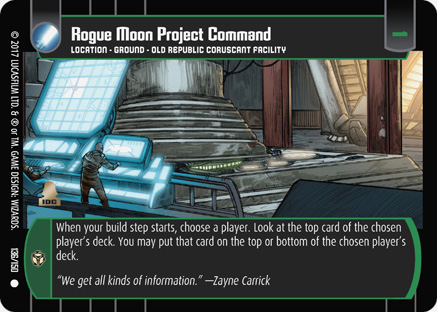 Rogue Moon Project Command
LOCATION - GROUND - OLD REPUBLIC CORUSCANT FACILITY
When your build step starts, choose a player. Look at the top card of the chosen
player's deck. You may put that card on the top or bottom of the chosen player's
deck.
"We get all kinds of information." —Zayne Carrick
© 2017 LUCASFILM LTD. & ® or TM. GAME DESIGN: WIZARDS.